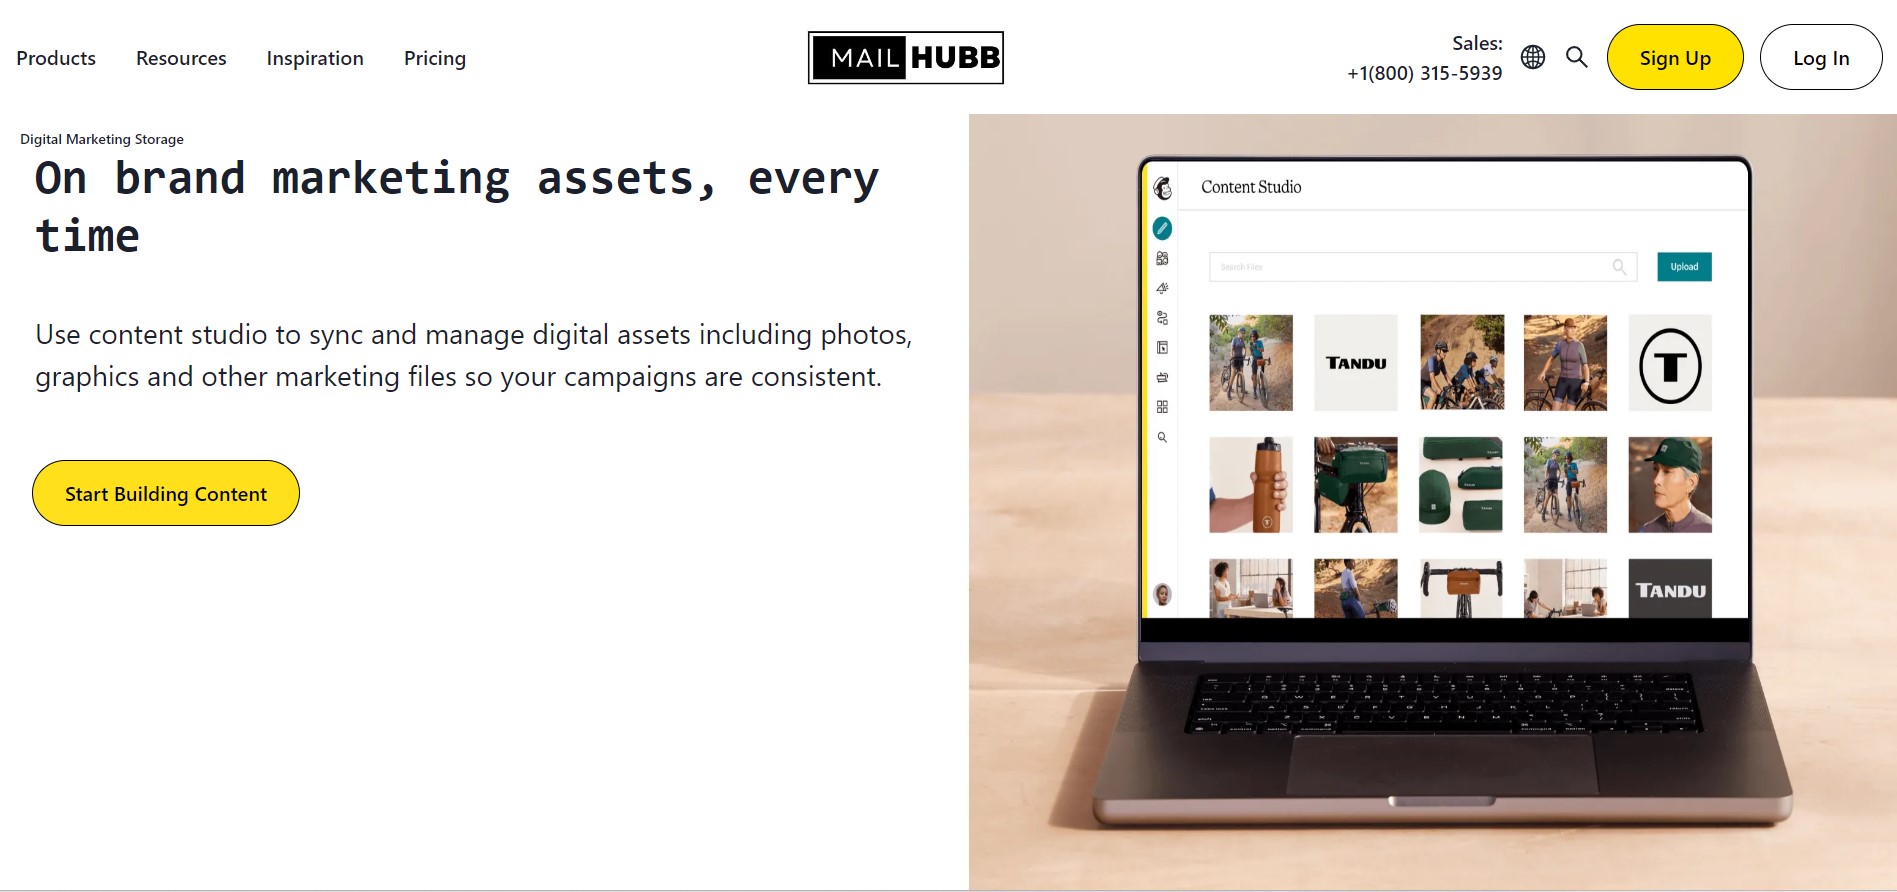 Products Resources Inspiration Pricing
MAIL HUBB
Sales:
+1(800) 315-5939
Sign Up
Log In
Digital Marketing Storage
On brand marketing assets, every
time
Use content studio to sync and manage digital assets including photos,
graphics and other marketing files so your campaigns are consistent.
Start Building Content
Content Studio
Search Files
Upload
TANDU
T
T
TANDU